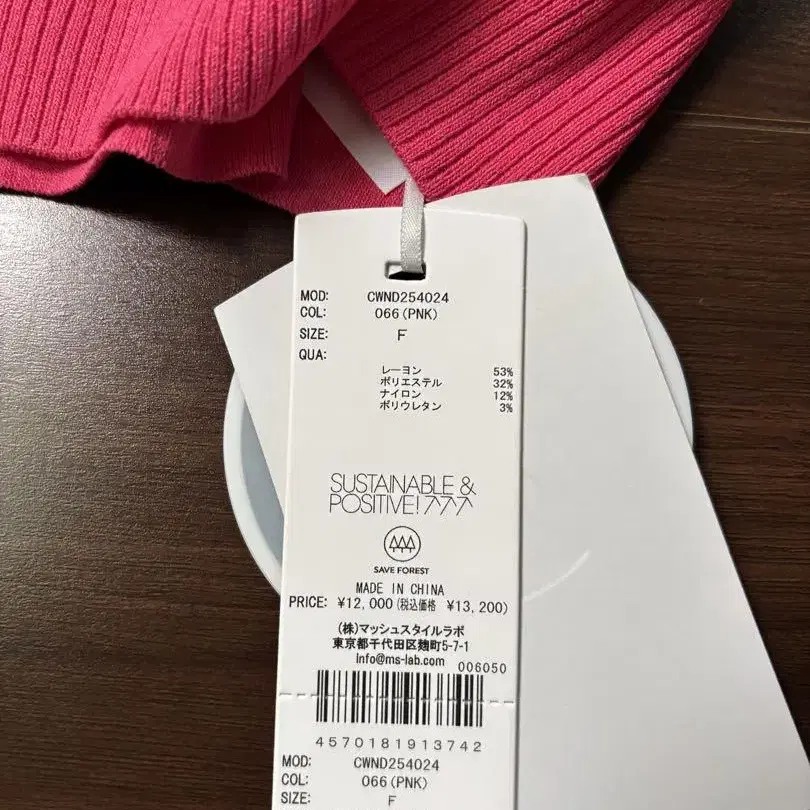 MOD: CWND254024
COL: 066(PNK)
SIZE: F
QUA:
レーヨン 53%
ポリエステル 32%
ナイロン 12%
ポリウレタン 3%
SUSTAINABLE &
POSITIVE!
SAVE FOREST
MADE IN CHINA
PRICE: ¥12,000(税込価格 ¥13,200)
(株)マッシュスタイルラボ
東京都千代田区麹町5-7-1
Info@ms-lab.com 006050
4570181913742
MOD: CWND254024
COL: 066(PNK)
SIZE: F